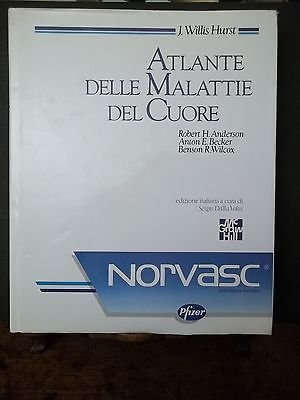 J. Willis Hurst
ATLANTE
DELLE MALATTIE
DEL CUORE
Robert H. Anderson
Anton E. Becker
Benson R. Wilcox
edizione italiana a cura di
Sergio Dalla Volta
Mc
Graw
Hill
NORVASC®
Pfizer